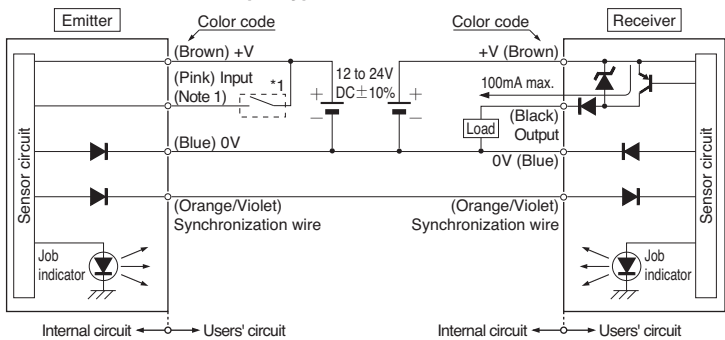 Emitter
Color code
Color code
Receiver
(Brown) +V
+V (Brown)
(Pink) Input
(Note 1)
*1
12 to 24V
DC±10%
+
−
+
−
100mA max.
Load
(Black)
Output
(Blue) 0V
0V (Blue)
Sensor circuit
Sensor circuit
(Orange/Violet)
Synchronization wire
(Orange/Violet)
Synchronization wire
Job
indicator
Job
indicator
Internal circuit
Users' circuit
Internal circuit
Users' circuit